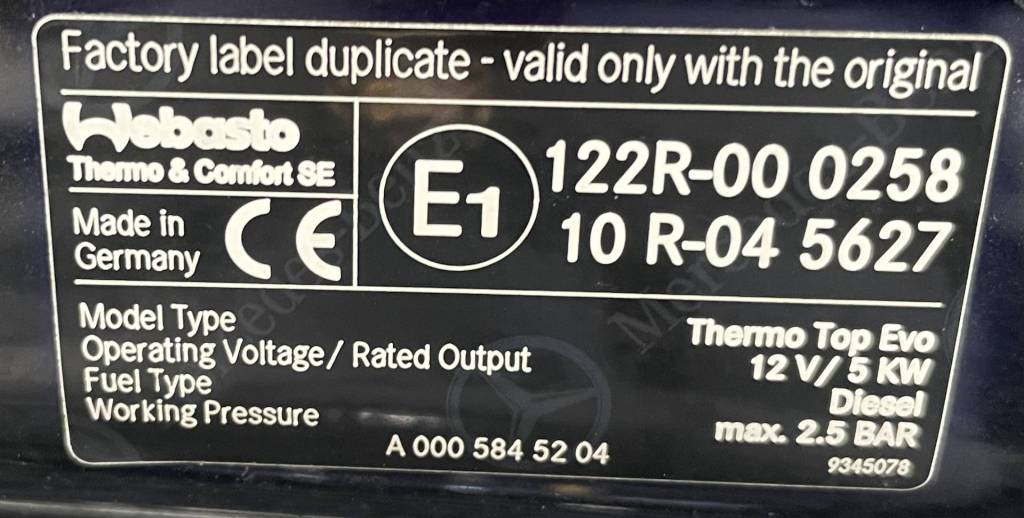 Factory label duplicate - valid only with the original
Webasto
Thermo & Comfort SE
Made in
Germany
CE
E1
122R-00 0258
10 R-04 5627
Model Type Thermo Top Evo
Operating Voltage/ Rated Output 12 V/ 5 KW
Fuel Type Diesel
Working Pressure max. 2.5 BAR
A 000 584 52 04
9345078